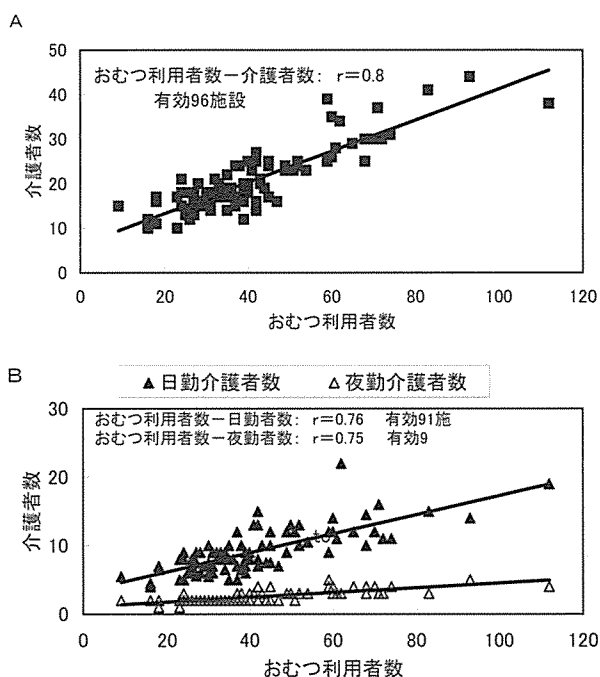 A
おむつ利用者数－介護者数： r＝0.8
有効96施設
介護者数
50
40
30
20
10
0
0 20 40 60 80 100 120
おむつ利用者数
B
▲日勤介護者数 △夜勤介護者数
おむつ利用者数－日勤者数： r＝0.76 有効91施
おむつ利用者数－夜勤者数： r＝0.75 有効9
介護者数
30
20
10
0
0 20 40 60 80 100 120
おむつ利用者数